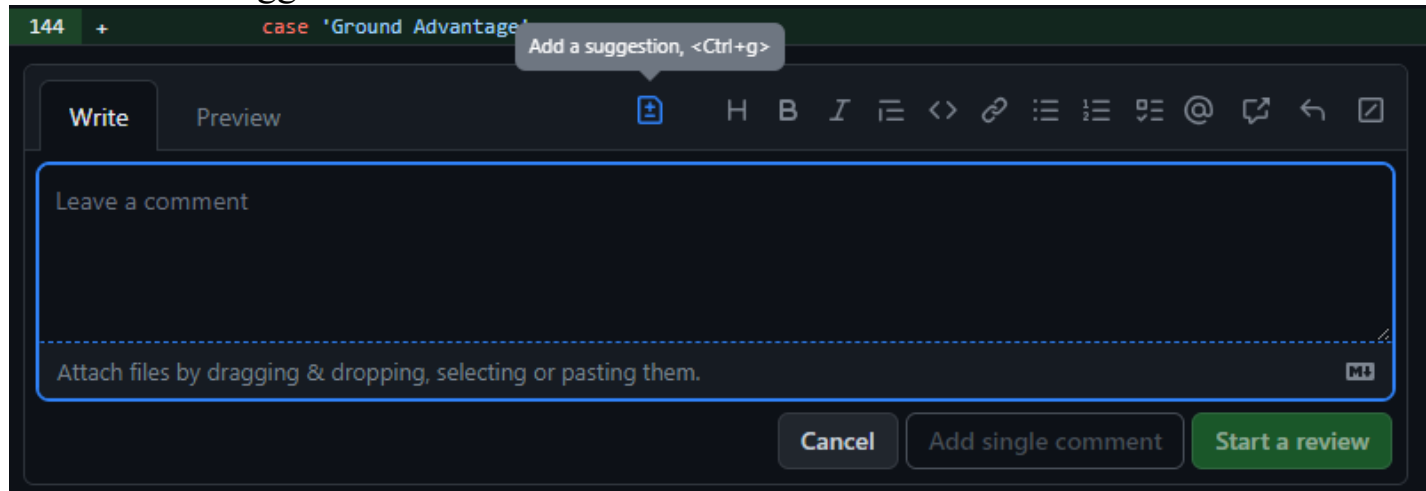 144 + case 'Ground Advantage'
Add a suggestion, <Ctrl+g>
Write Preview
Leave a comment
Attach files by dragging & dropping, selecting or pasting them.
Cancel Add single comment Start a review